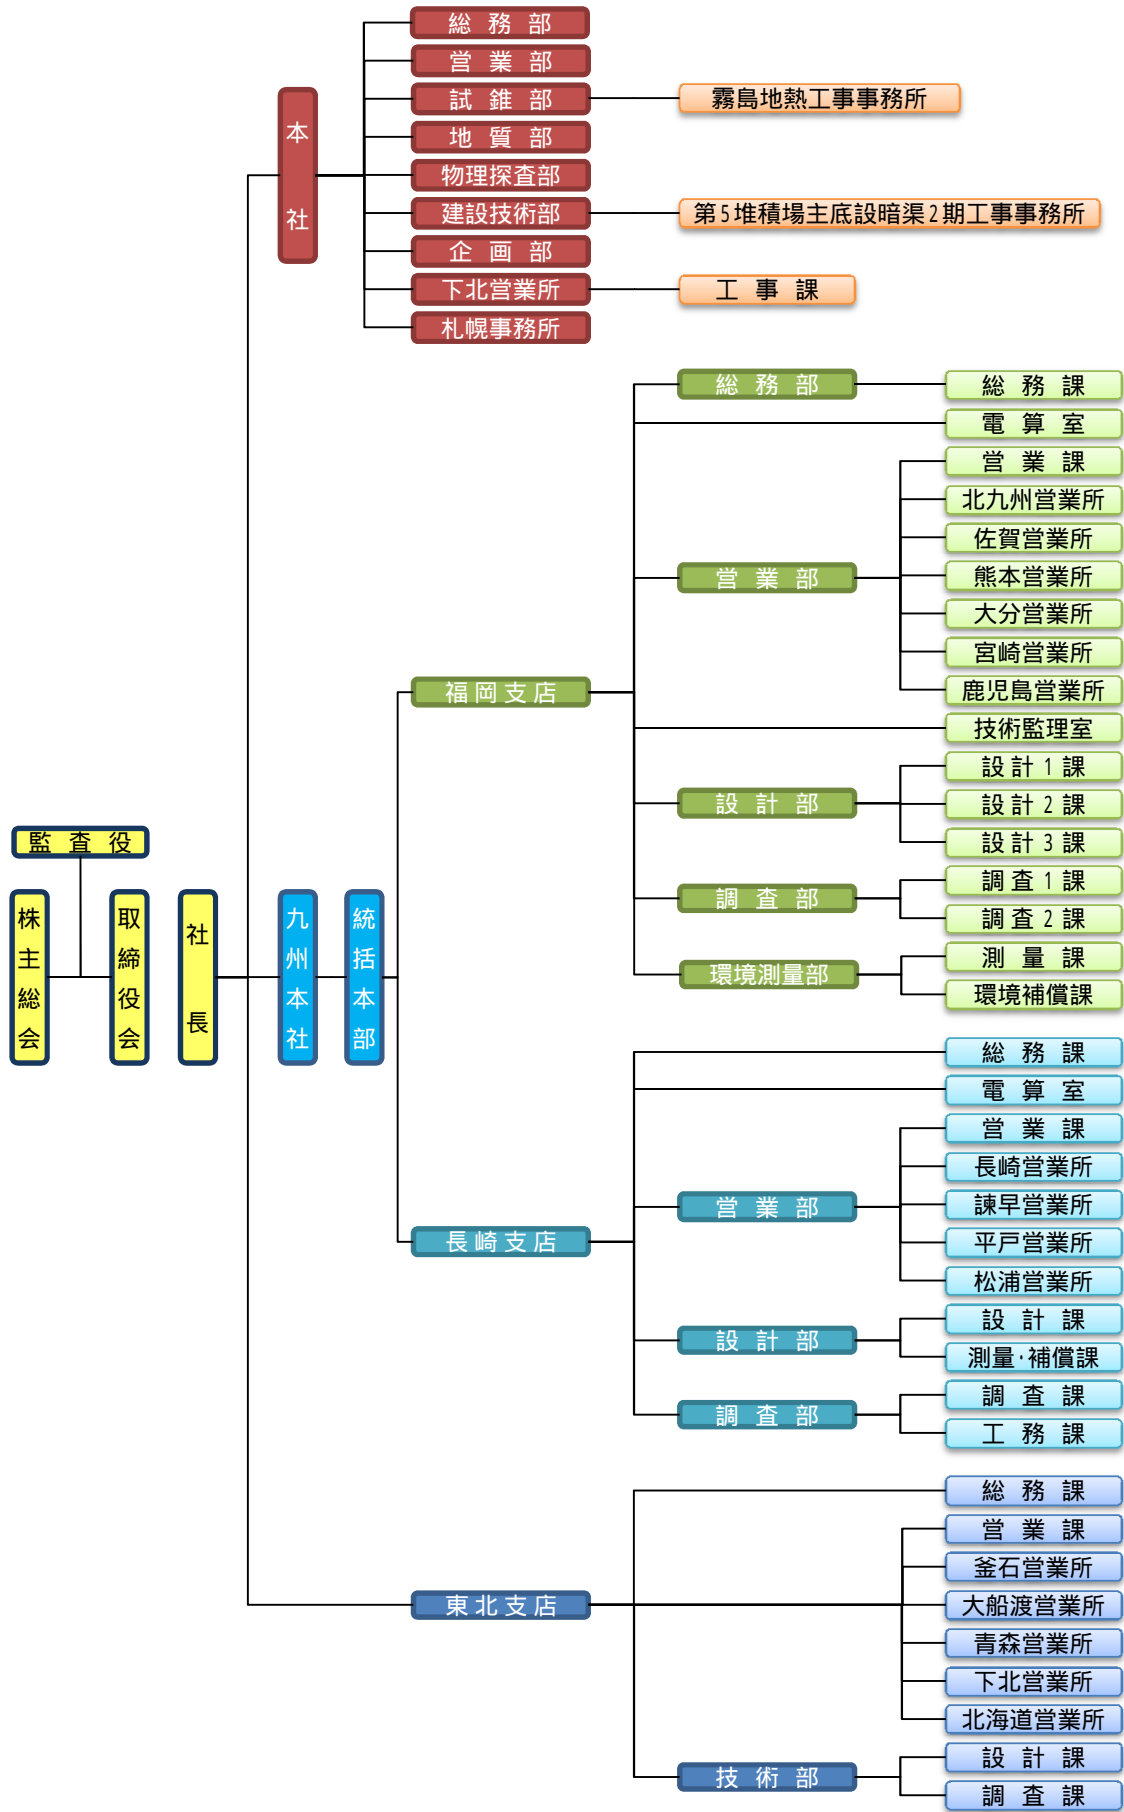 総務部
営業部
試錐部
霧島地熱工事事務所
本社
地質部
物理探査部
建設技術部
第5堆積場主底設暗渠2期工事事務所
企画部
下北営業所
工事課
札幌事務所
総務部
総務課
電算室
営業課
北九州営業所
佐賀営業所
営業部
熊本営業所
大分営業所
宮崎営業所
福岡支店
鹿児島営業所
技術監理室
設計1課
設計部
設計2課
設計3課
監査役
調査部
調査1課
調査2課
株主総会
取締役会
社長
九州本社
統括本部
環境測量部
測量課
環境補償課
総務課
電算室
営業課
長崎営業所
営業部
諫早営業所
長崎支店
平戸営業所
松浦営業所
設計部
設計課
測量・補償課
調査部
調査課
工務課
総務課
営業課
釜石営業所
東北支店
大船渡営業所
青森営業所
下北営業所
北海道営業所
技術部
設計課
調査課